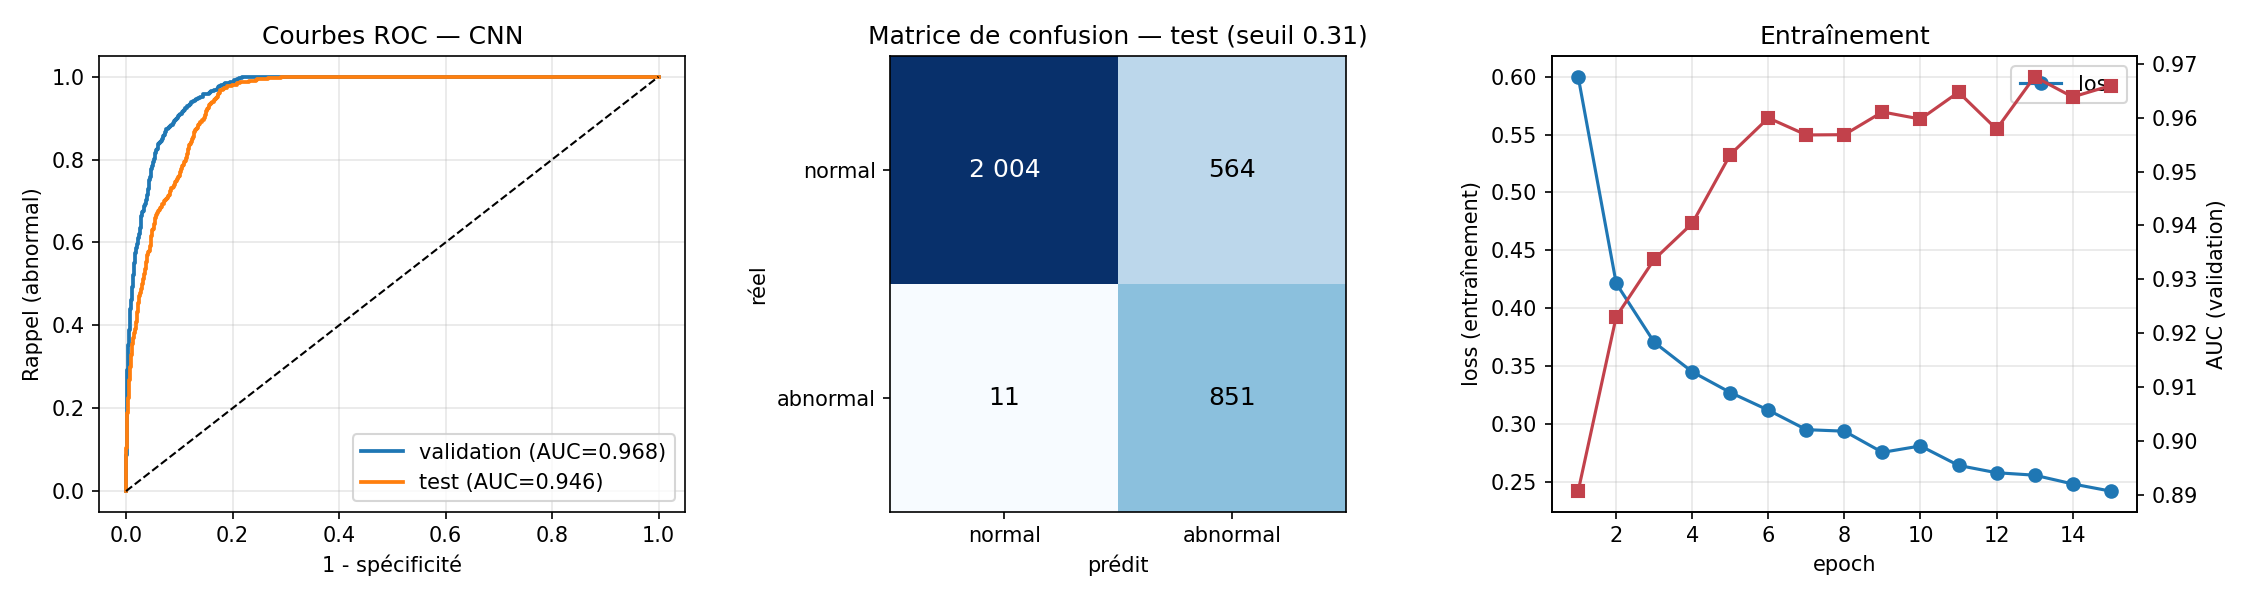 Courbes ROC — CNN
Rappel (abnormal)
1.0
0.8
0.6
0.4
0.2
0.0
0.0 0.2 0.4 0.6 0.8 1.0
1 - spécificité
validation (AUC=0.968)
test (AUC=0.946)
Matrice de confusion — test (seuil 0.31)
réel
normal
abnormal
2 004 564
11 851
normal abnormal
prédit
Entraînement
loss (entraînement)
0.60
0.55
0.50
0.45
0.40
0.35
0.30
0.25
2 4 6 8 10 12 14
epoch
loss
0.97
0.96
0.95
0.94
0.93
0.92
0.91
0.90
0.89
AUC (validation)